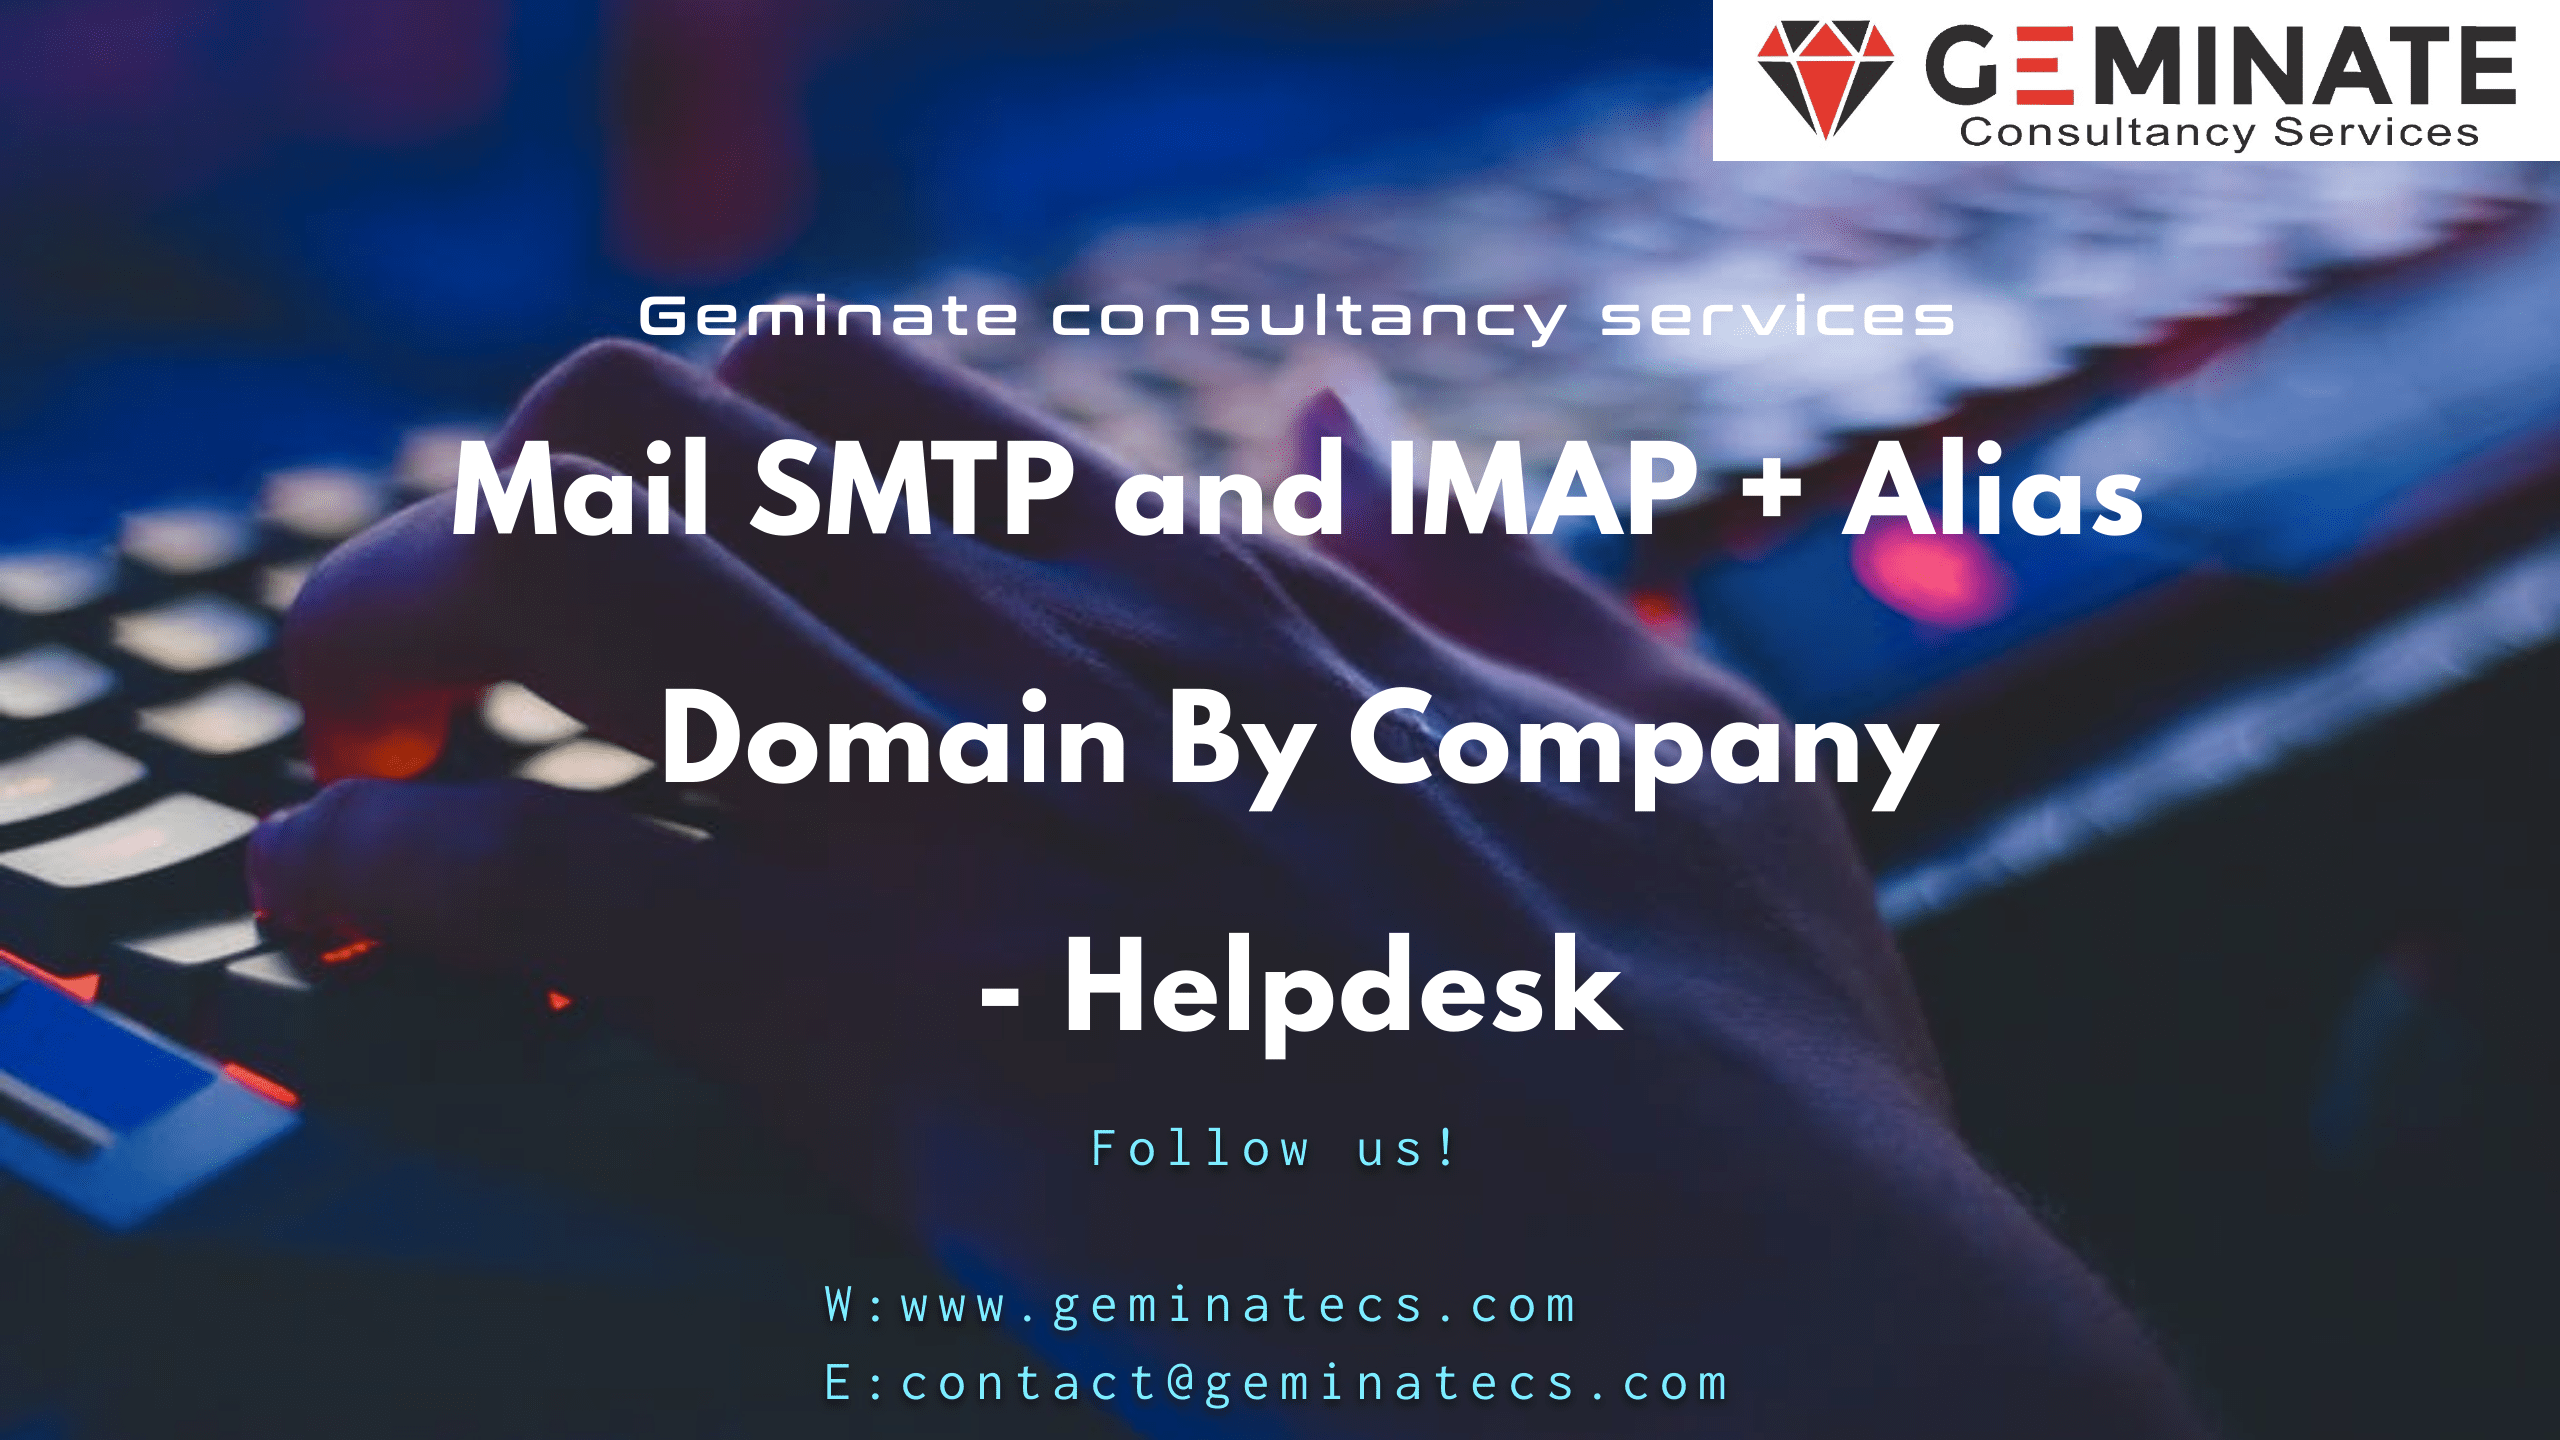 GEMINATE
Consultancy Services
Geminate consultancy services
Mail SMTP and IMAP + Alias
Domain By Company
- Helpdesk
Follow us!
W:www.geminatecs.com
E:contact@geminatecs.com